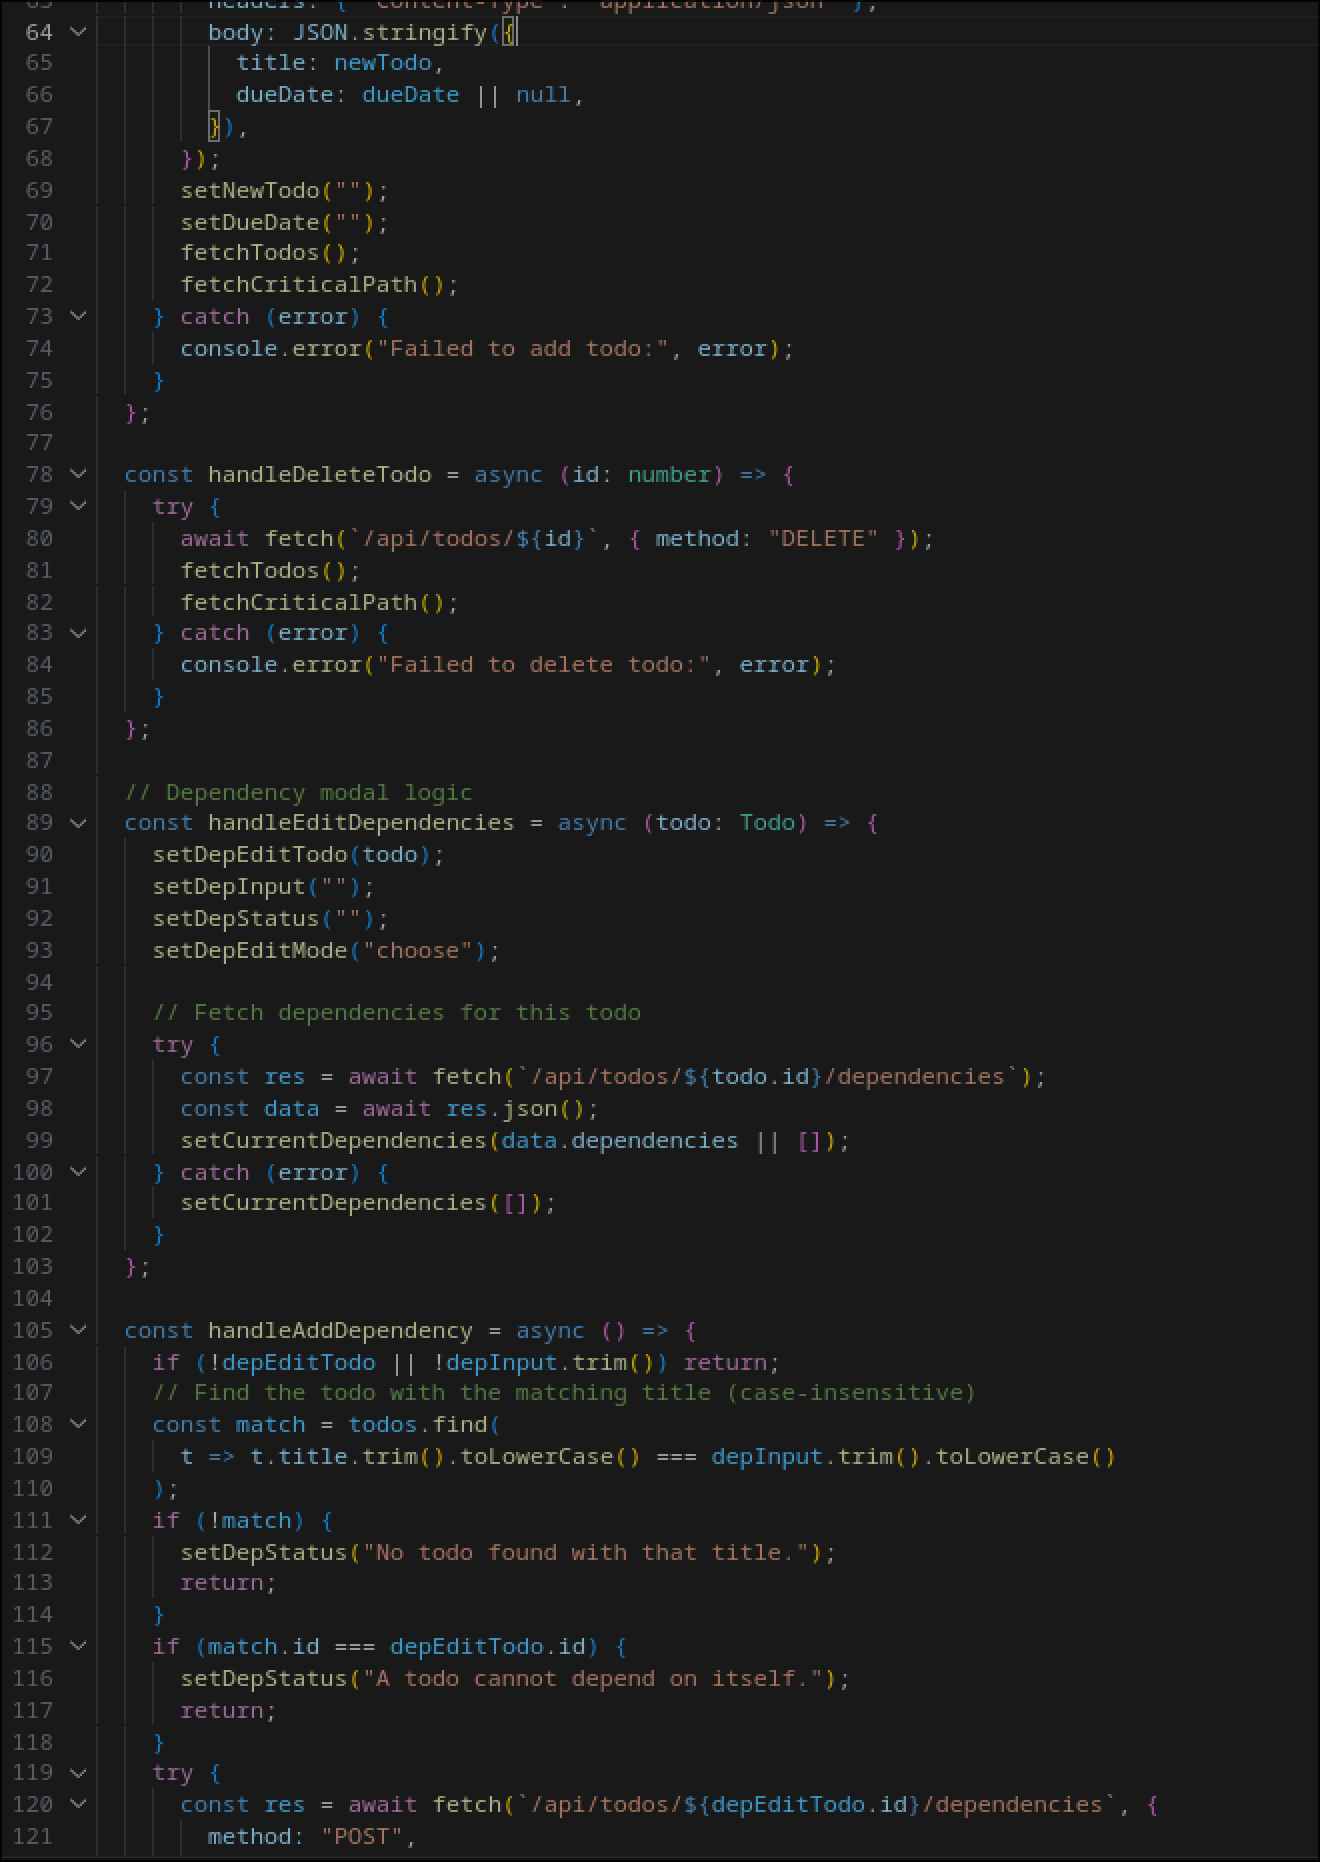 63 headers: { "Content-Type": "application/json" },
64 body: JSON.stringify({
65 title: newTodo,
66 dueDate: dueDate || null,
67 }),
68 });
69 setNewTodo("");
70 setDueDate("");
71 fetchTodos();
72 fetchCriticalPath();
73 } catch (error) {
74 console.error("Failed to add todo:", error);
75 }
76 };
77
78 const handleDeleteTodo = async (id: number) => {
79 try {
80 await fetch(`/api/todos/${id}`, { method: "DELETE" });
81 fetchTodos();
82 fetchCriticalPath();
83 } catch (error) {
84 console.error("Failed to delete todo:", error);
85 }
86 };
87
88 // Dependency modal logic
89 const handleEditDependencies = async (todo: Todo) => {
90 setDepEditTodo(todo);
91 setDepInput("");
92 setDepStatus("");
93 setDepEditMode("choose");
94
95 // Fetch dependencies for this todo
96 try {
97 const res = await fetch(`/api/todos/${todo.id}/dependencies`);
98 const data = await res.json();
99 setCurrentDependencies(data.dependencies || []);
100 } catch (error) {
101 setCurrentDependencies([]);
102 }
103 };
104
105 const handleAddDependency = async () => {
106 if (!depEditTodo || !depInput.trim()) return;
107 // Find the todo with the matching title (case-insensitive)
108 const match = todos.find(
109 t => t.title.trim().toLowerCase() === depInput.trim().toLowerCase()
110 );
111 if (!match) {
112 setDepStatus("No todo found with that title.");
113 return;
114 }
115 if (match.id === depEditTodo.id) {
116 setDepStatus("A todo cannot depend on itself.");
117 return;
118 }
119 try {
120 const res = await fetch(`/api/todos/${depEditTodo.id}/dependencies`, {
121 method: "POST",